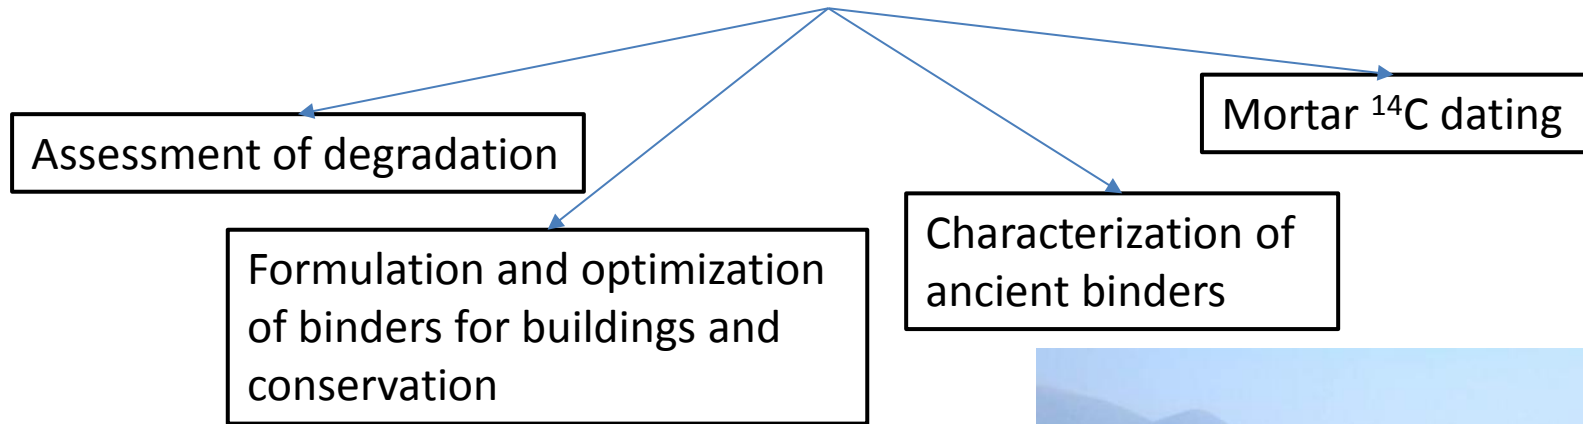 Assessment of degradation
Formulation and optimization
of binders for buildings and
conservation
Characterization of
ancient binders
Mortar ¹⁴C dating